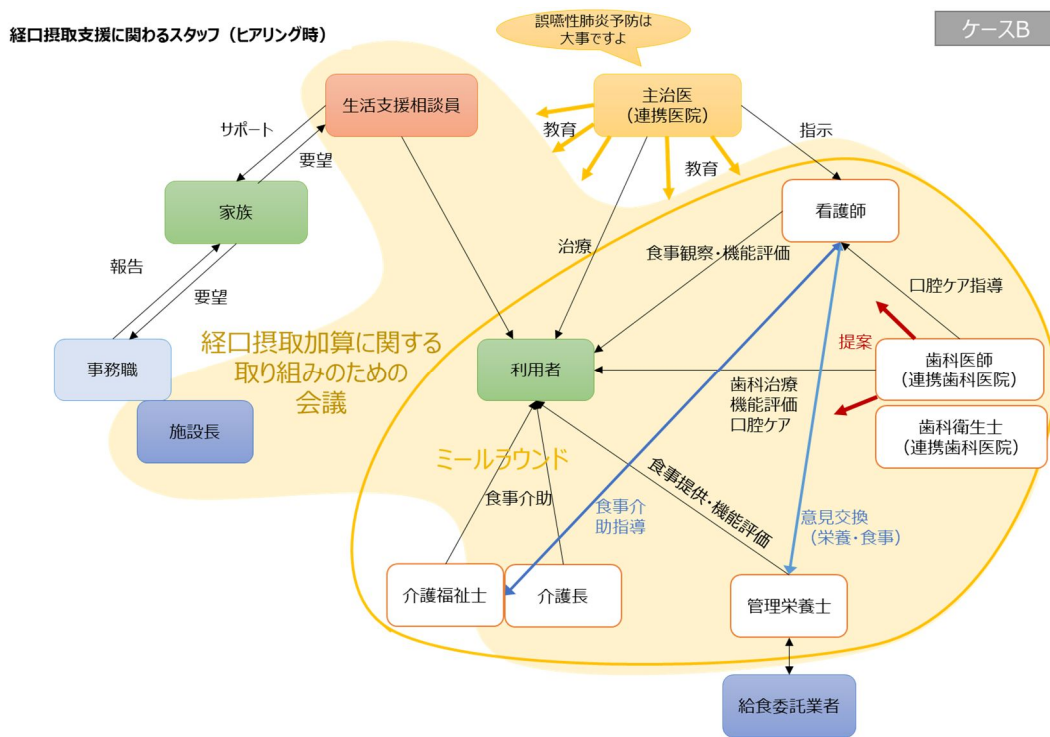 経口摂取支援に関わるスタッフ（ヒアリング時）
ケースB
誤嚥性肺炎予防は
大事ですよ
生活支援相談員
主治医
（連携医院）
サポート
要望
教育
教育
指示
家族
看護師
報告
要望
治療
食事観察・機能評価
口腔ケア指導
経口摂取加算に関する
取り組みのための
会議
事務職
施設長
利用者
提案
歯科医師
（連携歯科医院）
歯科治療
機能評価
口腔ケア
歯科衛生士
（連携歯科医院）
ミールラウンド
食事介助
食事提供・機能評価
食事介
助指導
意見交換
（栄養・食事）
介護福祉士
介護長
管理栄養士
給食委託業者